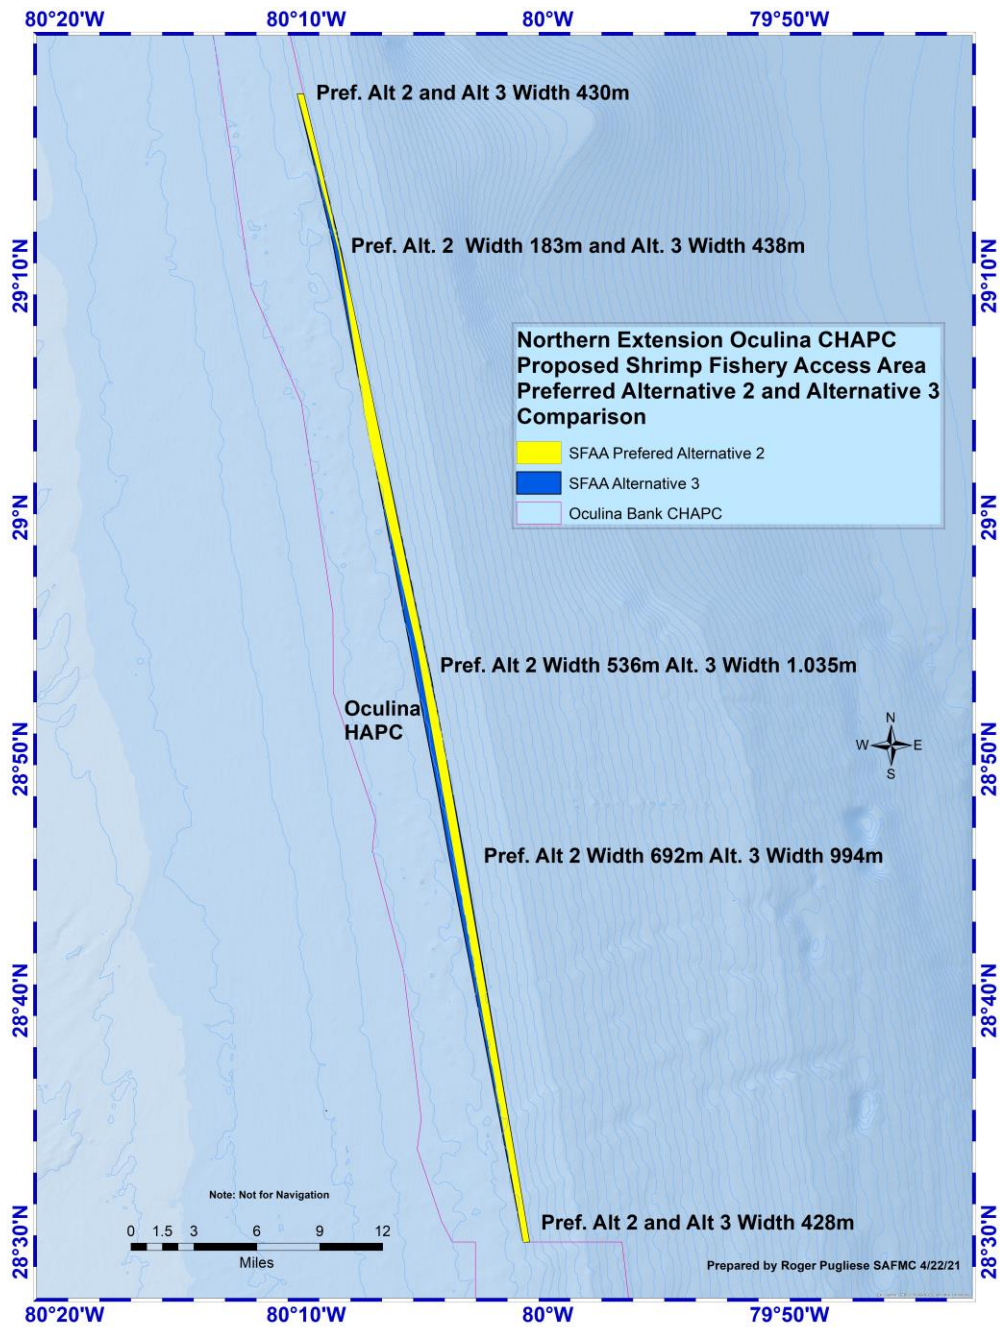 80°20'W 80°10'W 80°0'W 79°50'W
Pref. Alt 2 and Alt 3 Width 430m
29°10'N
Pref. Alt. 2 Width 183m and Alt. 3 Width 438m
29°10'N
Northern Extension Oculina CHAPC
Proposed Shrimp Fishery Access Area
Preferred Alternative 2 and Alternative 3
Comparison
SFAA Prefered Alternative 2
SFAA Alternative 3
Oculina Bank CHAPC
29°N
29°N
Pref. Alt 2 Width 536m Alt. 3 Width 1.035m
Oculina
HAPC
28°50'N
N
W E
S
28°50'N
Pref. Alt 2 Width 692m Alt. 3 Width 994m
28°40'N
28°40'N
Note: Not for Navigation
0 1.5 3 6 9 12
Miles
28°30'N
Pref. Alt 2 and Alt 3 Width 428m
28°30'N
Prepared by Roger Pugliese SAFMC 4/22/21
80°20'W 80°10'W 80°0'W 79°50'W